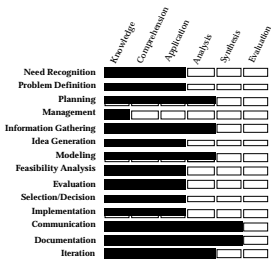 Knowledge
Comprehension
Application
Analysis
Synthesis
Evaluation
Need Recognition
Problem Definition
Planning
Management
Information Gathering
Idea Generation
Modeling
Feasibility Analysis
Evaluation
Selection/Decision
Implementation
Communication
Documentation
Iteration